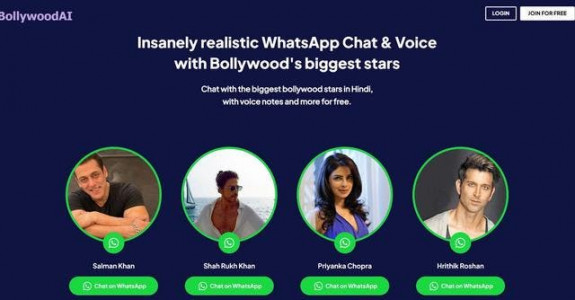 BollywoodAI
LOGIN
JOIN FOR FREE
Insanely realistic WhatsApp Chat & Voice
with Bollywood's biggest stars
Chat with the biggest bollywood stars in Hindi,
with voice notes and more for free.
Salman Khan
Shah Rukh Khan
Priyanka Chopra
Hrithik Roshan
Chat on WhatsApp
Chat on WhatsApp
Chat on WhatsApp
Chat on WhatsApp